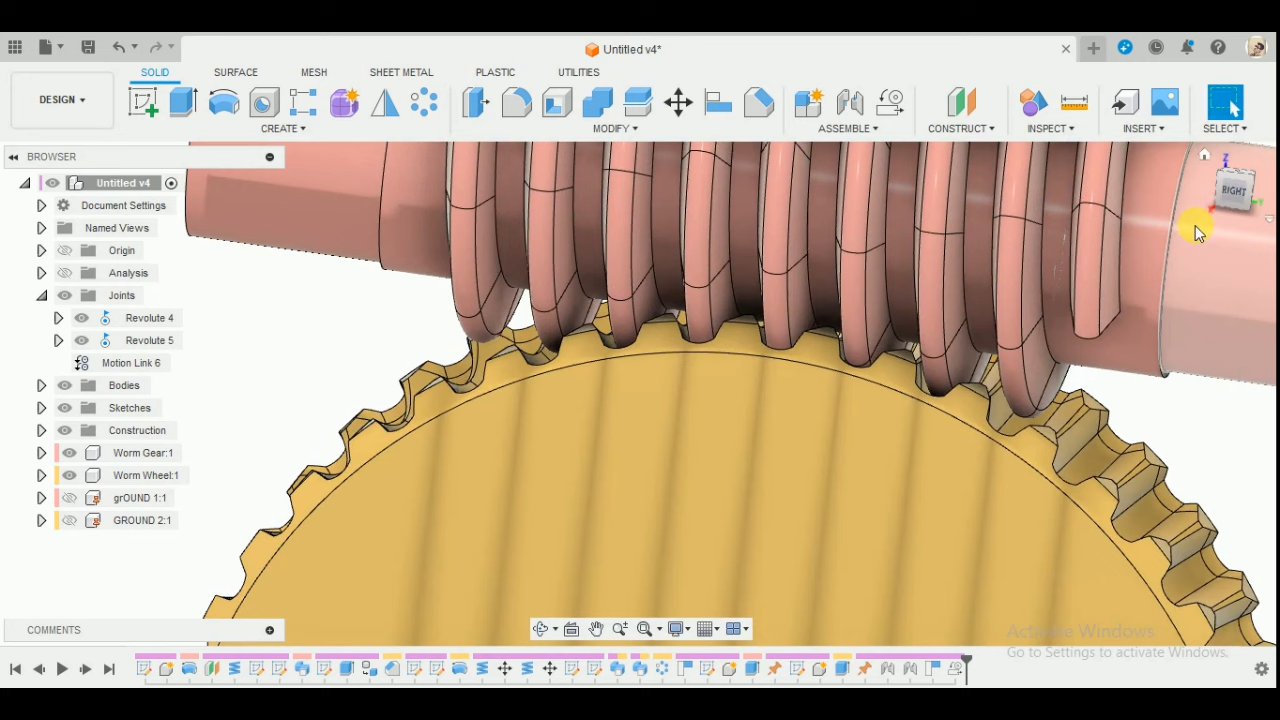 Untitled v4*
SOLID SURFACE MESH SHEET METAL PLASTIC UTILITIES
DESIGN ▾
CREATE ▾ MODIFY ▾ ASSEMBLE ▾ CONSTRUCT ▾ INSPECT ▾ INSERT ▾ SELECT ▾
BROWSER
Untitled v4
Document Settings
Named Views
Origin
Analysis
Joints
Revolute 4
Revolute 5
Motion Link 6
Bodies
Sketches
Construction
Worm Gear:1
Worm Wheel:1
grOUND 1:1
GROUND 2:1
Z
RIGHT
Y
COMMENTS
Activate Windows
Go to Settings to activate Windows.